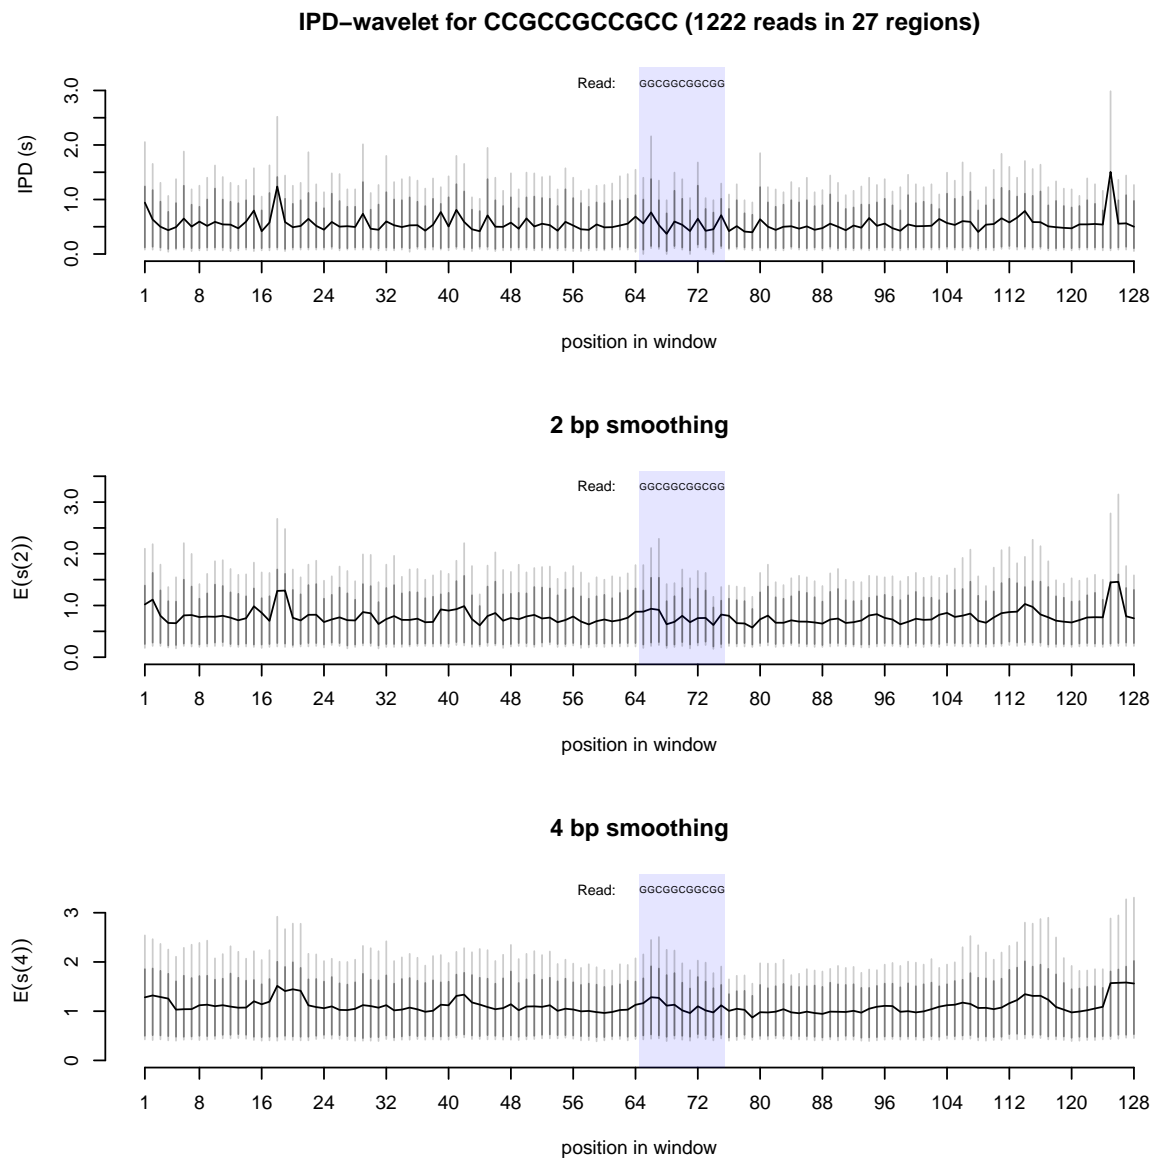 IPD−wavelet for CCGCCGCCGCC (1222 reads in 27 regions)
Read: GGCGGCGGCGG
IPD (s)
0.0 1.0 2.0 3.0
1 8 16 24 32 40 48 56 64 72 80 88 96 104 112 120 128
position in window
2 bp smoothing
Read: GGCGGCGGCGG
E(s(2))
0.0 1.0 2.0 3.0
1 8 16 24 32 40 48 56 64 72 80 88 96 104 112 120 128
position in window
4 bp smoothing
Read: GGCGGCGGCGG
E(s(4))
0 1 2 3
1 8 16 24 32 40 48 56 64 72 80 88 96 104 112 120 128
position in window